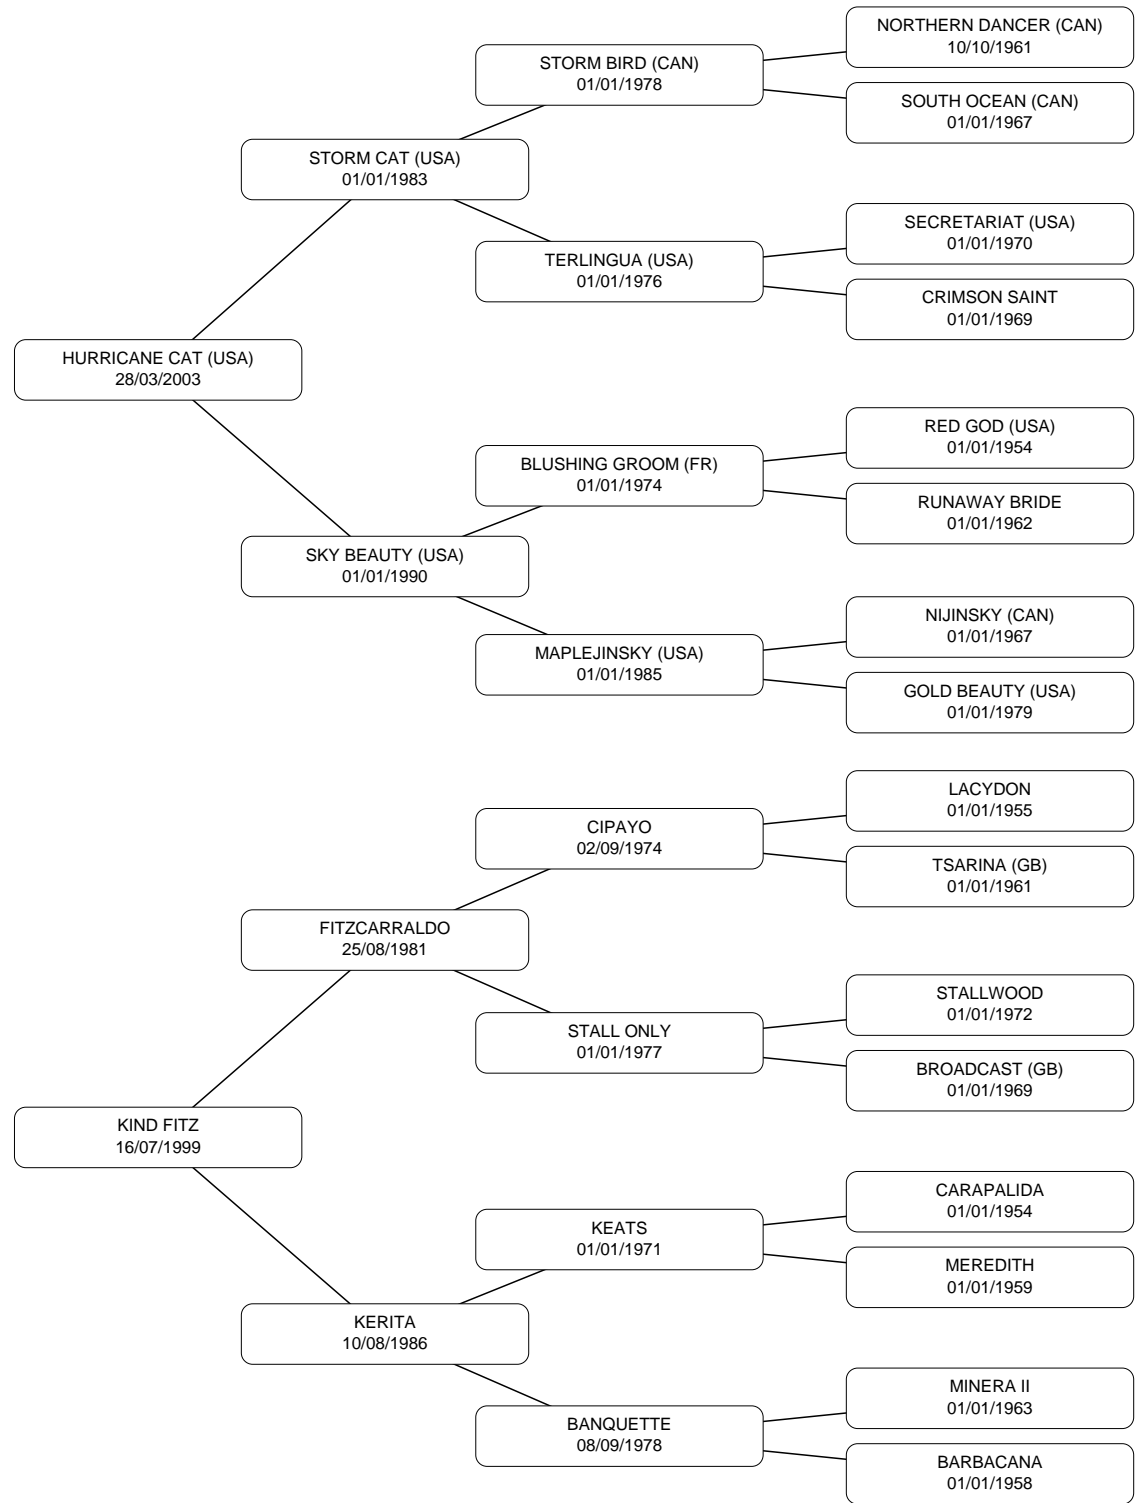 NORTHERN DANCER (CAN)
10/10/1961
STORM BIRD (CAN)
01/01/1978
SOUTH OCEAN (CAN)
01/01/1967
STORM CAT (USA)
01/01/1983
SECRETARIAT (USA)
01/01/1970
TERLINGUA (USA)
01/01/1976
CRIMSON SAINT
01/01/1969
HURRICANE CAT (USA)
28/03/2003
RED GOD (USA)
01/01/1954
BLUSHING GROOM (FR)
01/01/1974
RUNAWAY BRIDE
01/01/1962
SKY BEAUTY (USA)
01/01/1990
NIJINSKY (CAN)
01/01/1967
MAPLEJINSKY (USA)
01/01/1985
GOLD BEAUTY (USA)
01/01/1979
LACYDON
01/01/1955
CIPAYO
02/09/1974
TSARINA (GB)
01/01/1961
FITZCARRALDO
25/08/1981
STALLWOOD
01/01/1972
STALL ONLY
01/01/1977
BROADCAST (GB)
01/01/1969
KIND FITZ
16/07/1999
CARAPALIDA
01/01/1954
KEATS
01/01/1971
MEREDITH
01/01/1959
KERITA
10/08/1986
MINERA II
01/01/1963
BANQUETTE
08/09/1978
BARBACANA
01/01/1958